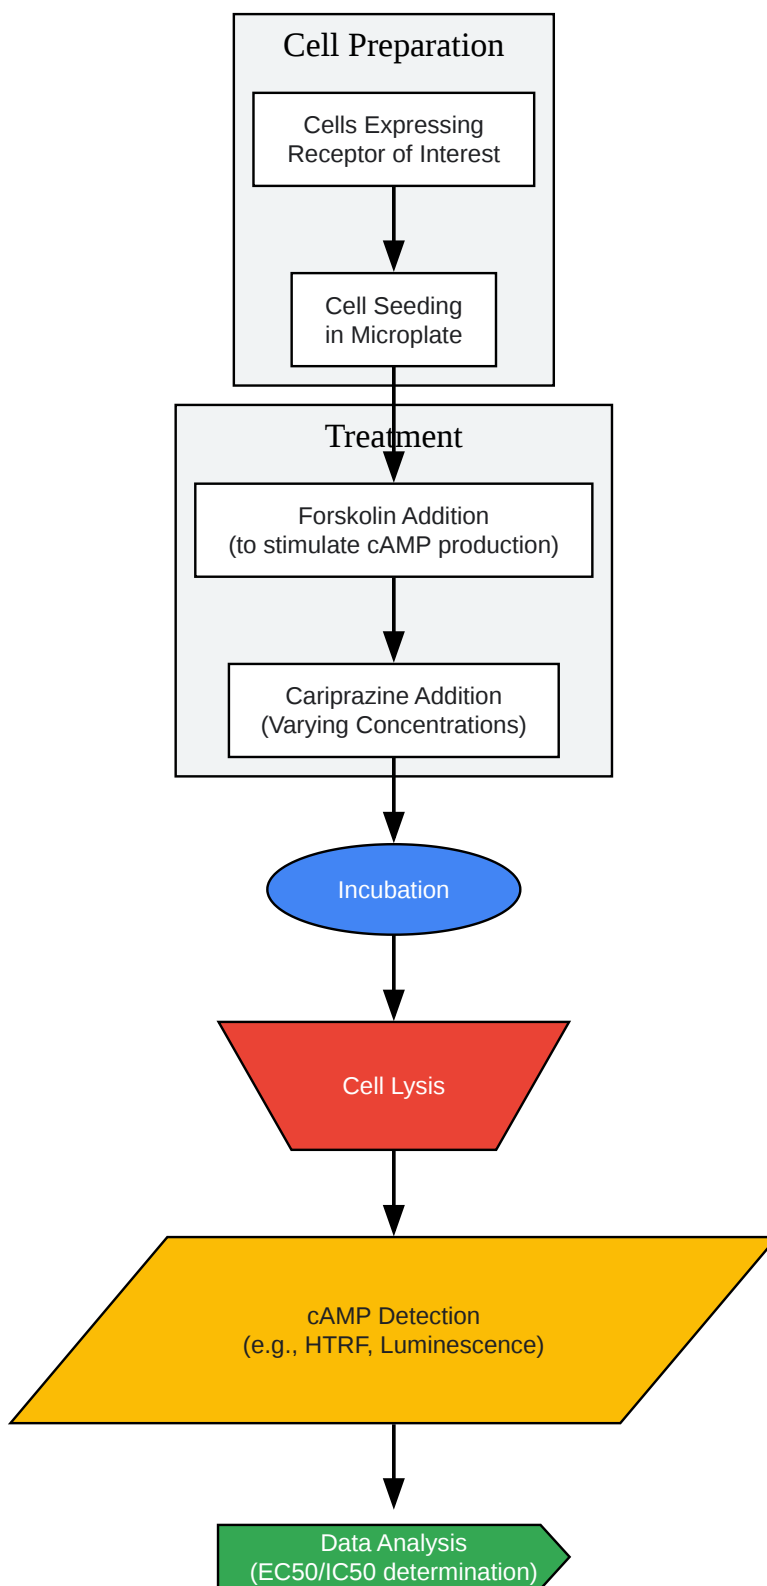 Cell Preparation
Cells Expressing
Receptor of Interest
Cell Seeding
in Microplate
Treatment
Forskolin Addition
(to stimulate cAMP production)
Cariprazine Addition
(Varying Concentrations)
Incubation
Cell Lysis
cAMP Detection
(e.g., HTRF, Luminescence)
Data Analysis
(EC50/IC50 determination)